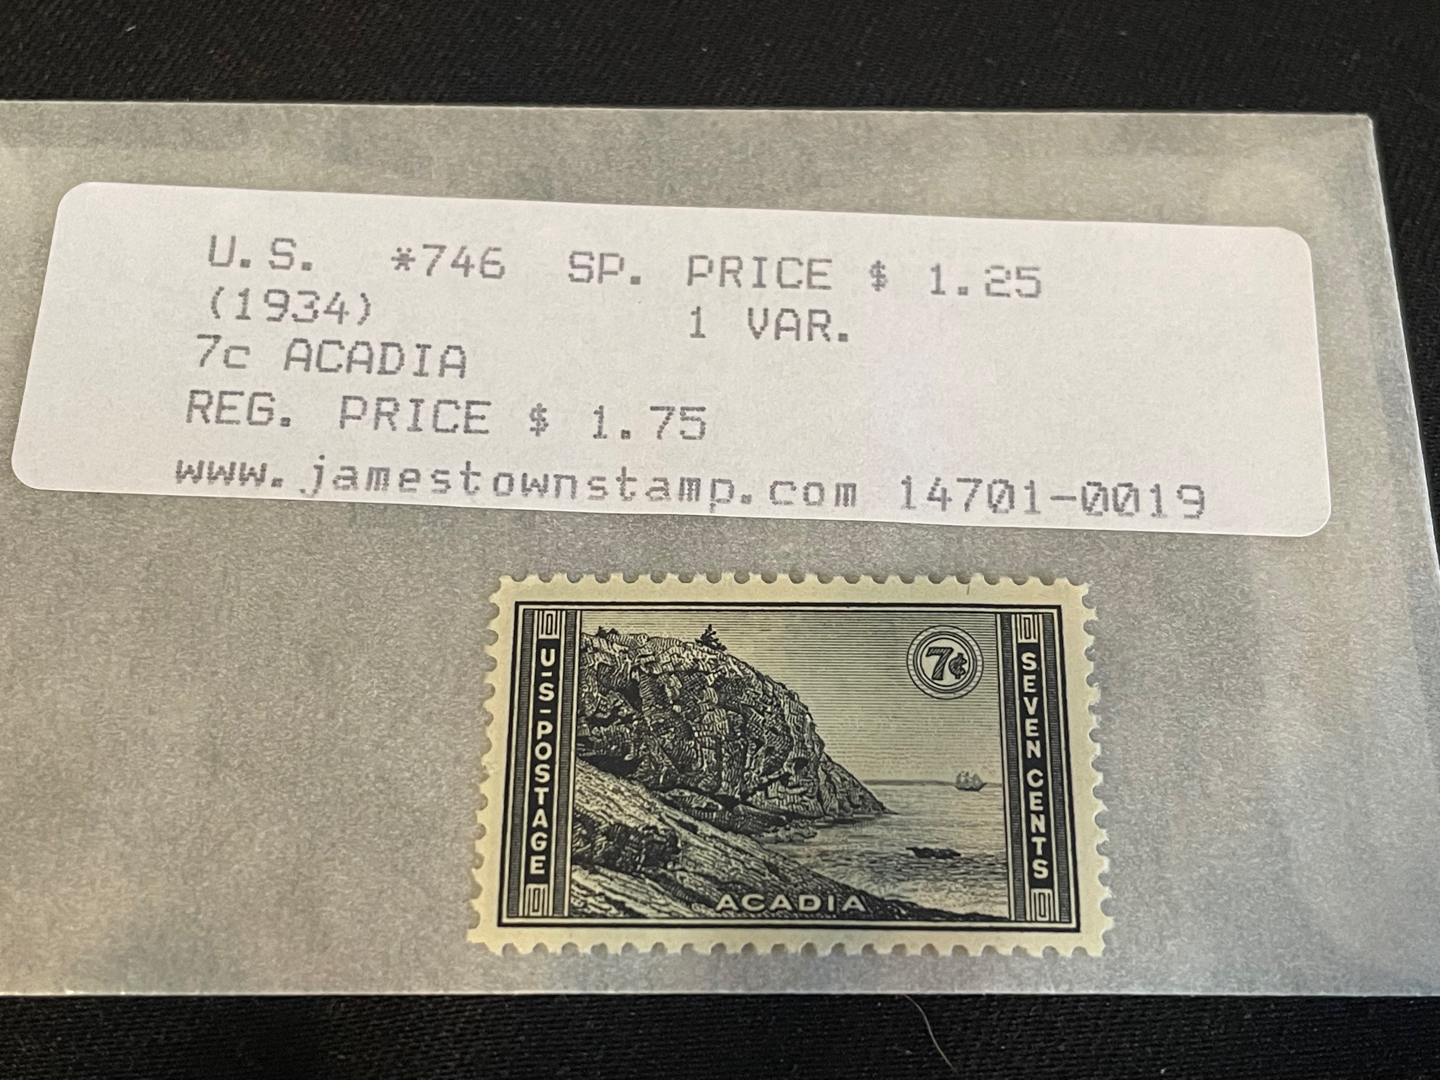 U.S. *746 SP. PRICE $ 1.25
(1934) 1 VAR.
7c ACADIA
REG. PRICE $ 1.75
www.jamestownstamp.com 14701-0019
U-S-POSTAGE
7¢
SEVEN CENTS
ACADIA